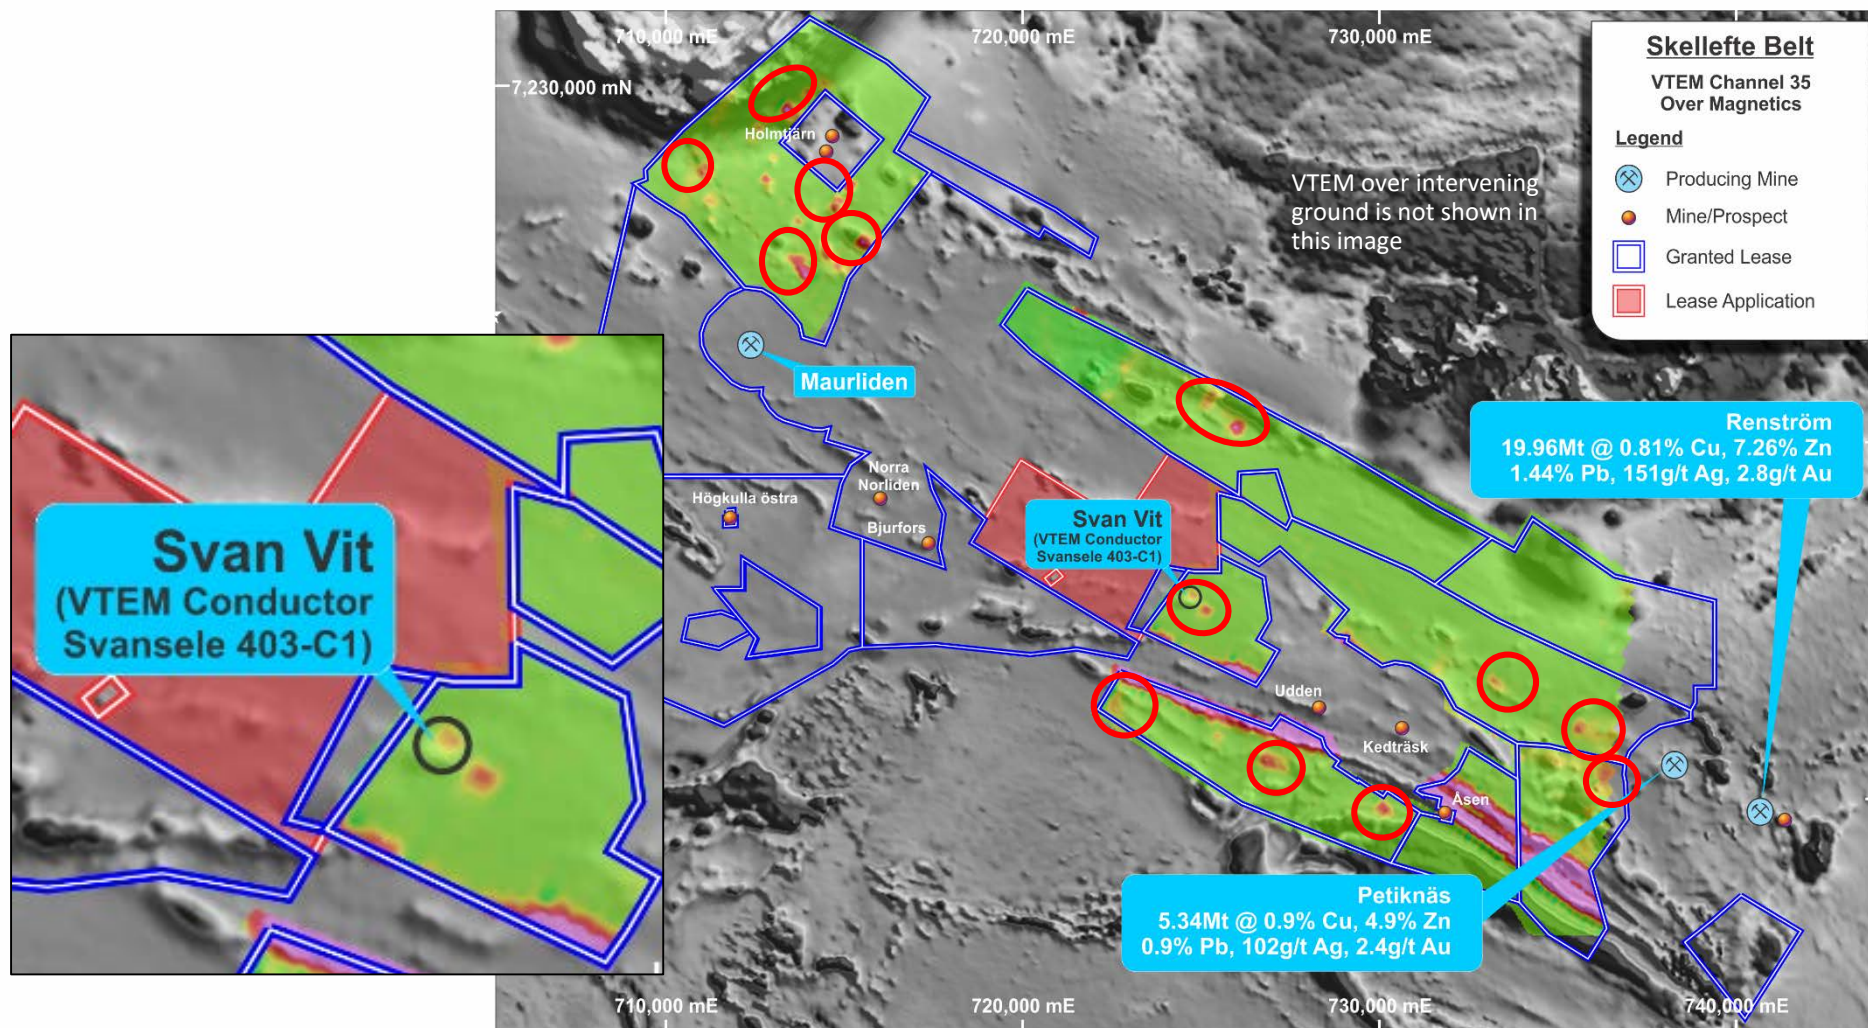 710,000 mE
720,000 mE
730,000 mE
7,230,000 mN
Skellefte Belt
VTEM Channel 35
Over Magnetics
Legend
Producing Mine
Mine/Prospect
Granted Lease
Lease Application
Holmtjärn
VTEM over intervening
ground is not shown in
this image
Maurliden
Renström
19.96Mt @ 0.81% Cu, 7.26% Zn
1.44% Pb, 151g/t Ag, 2.8g/t Au
Norra
Norliden
Högkulla östra
Bjurfors
Svan Vit
(VTEM Conductor
Svansele 403-C1)
Svan Vit
(VTEM Conductor
Svansele 403-C1)
Udden
Kedträsk
Åsen
Petiknäs
5.34Mt @ 0.9% Cu, 4.9% Zn
0.9% Pb, 102g/t Ag, 2.4g/t Au
710,000 mE
720,000 mE
730,000 mE
740,000 mE